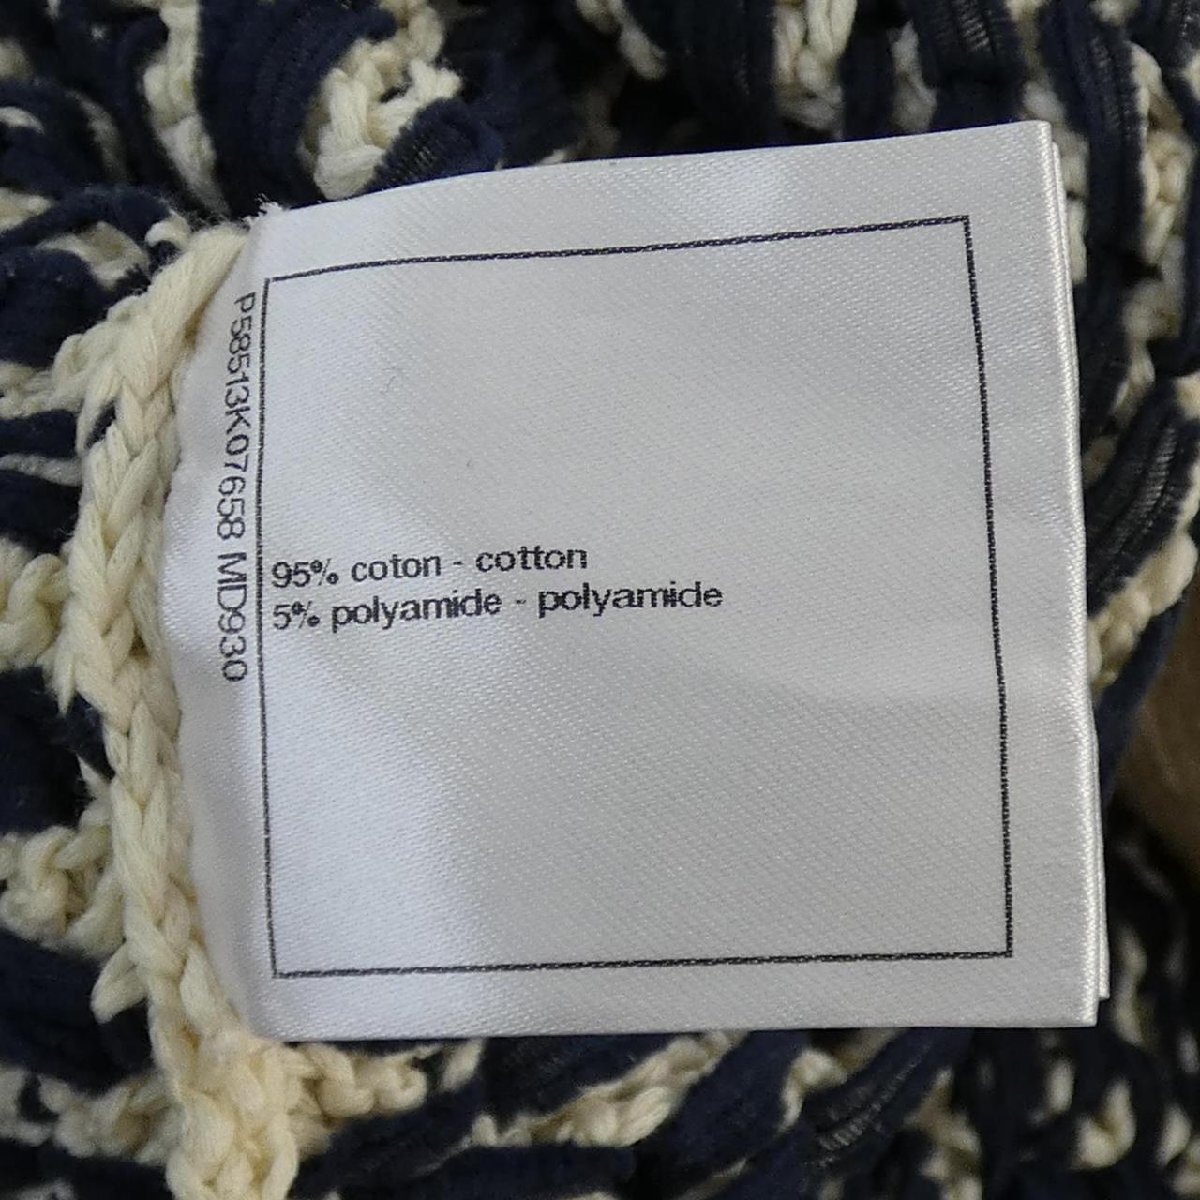 P58513K07658 MD930
95% coton - cotton
5% polyamide - polyamide